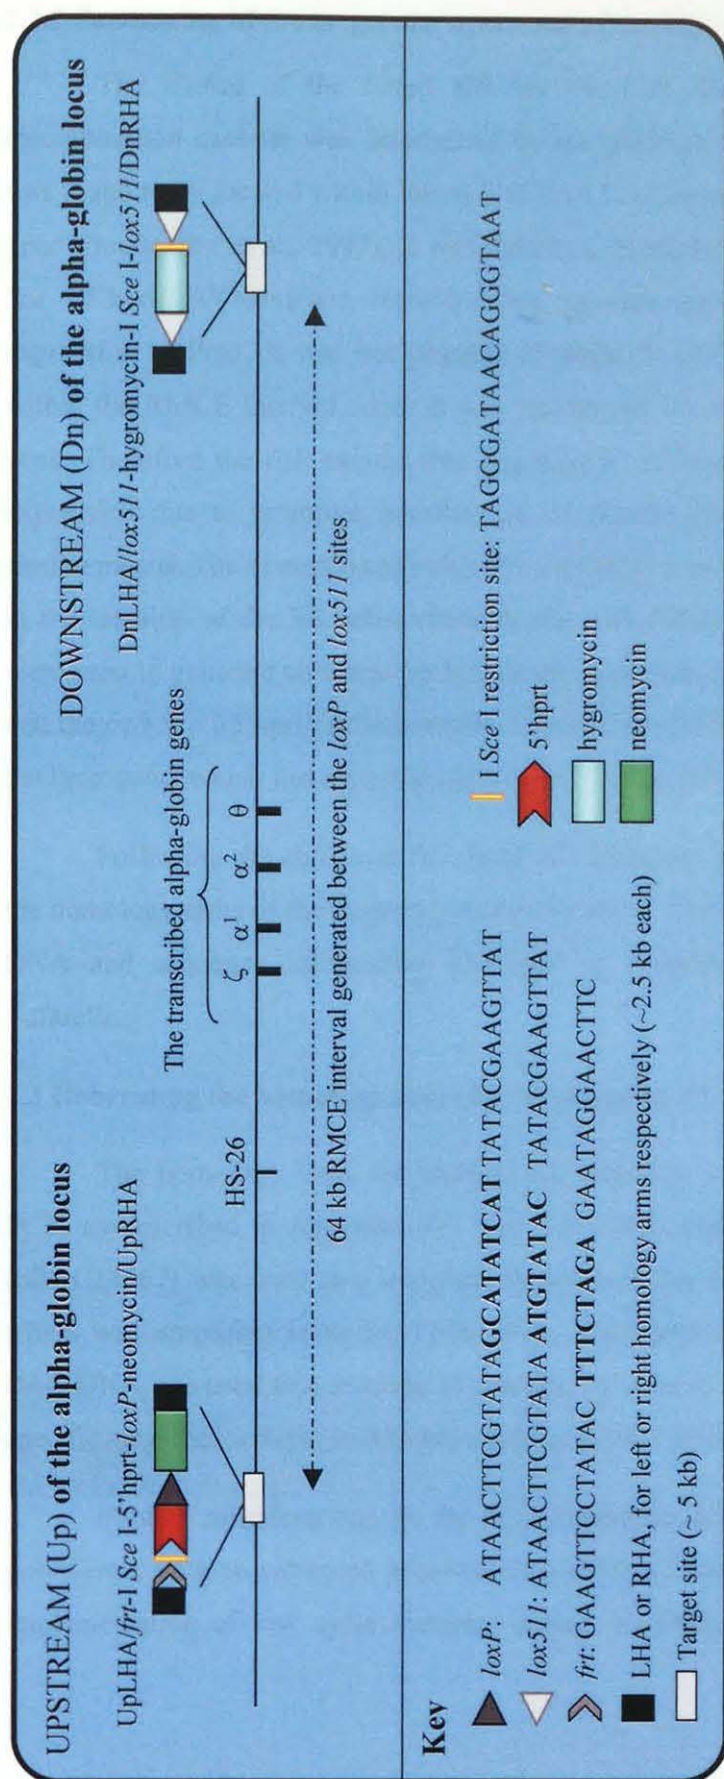 UPSTREAM (Up) of the alpha-globin locus
DOWNSTREAM (Dn) of the alpha-globin locus
UpLHA/frt-I Sce I-5'hprt-loxP-neomycin/UpRHA
DnLHA/lox511-hygromycin-I Sce I-lox511/DnRHA
The transcribed alpha-globin genes
HS-26
ζ α¹ α² θ
64 kb RMCE interval generated between the loxP and lox511 sites
Key
loxP: ATAACTTCGTATAGCATATCAT TATACGAAGTTAT
lox511: ATAACTTCGTATA ATGTATAC TATACGAAGTTAT
frt: GAAGTTCCTATAC TTTCTAGA GAATAGGAACTTC
LHA or RHA, for left or right homology arms respectively (~2.5 kb each)
Target site (~ 5 kb)
I Sce I restriction site: TAGGGATAACAGGGTAAT
5'hprt
hygromycin
neomycin